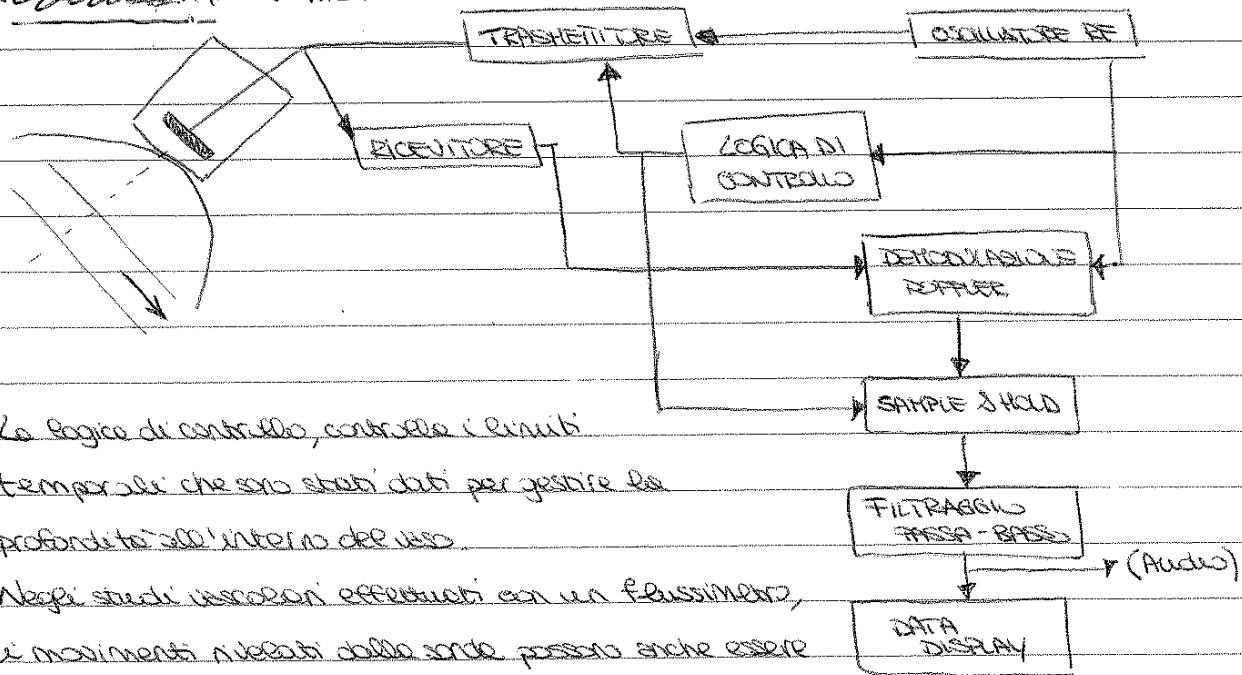 TRASMETTITORE
OSCILLATORE RF
RICEVITORE
LOGICA DI
CONTROLLO
DEMODULAZIONE
DOPPLER
SAMPLE & HOLD
La logica di controllo, controlla i limiti
temporali che sono stati dati per gestire la
profondità all'interno del vaso.
FILTRAGGIO
PASSA-BASSO
(Audio)
Negli studi vascolari effettuati con un flussimetro,
i movimenti rivelati dalla sonda possono anche essere
DATA
DISPLAY